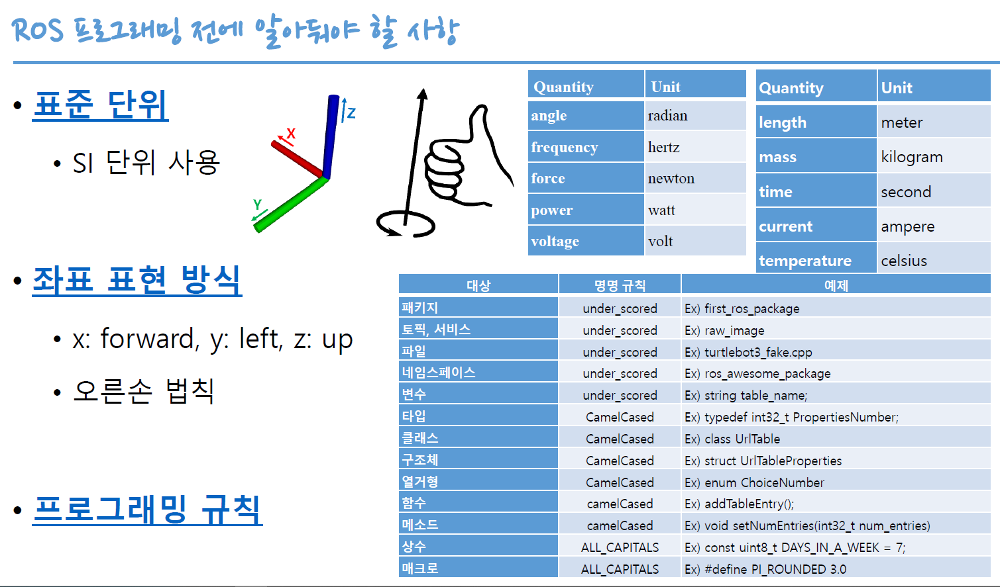 ROS 프로그래밍 전에 알아둬야 할 사항
• 표준 단위
• SI 단위 사용
X
Y
Z
Quantity Unit
angle radian
frequency hertz
force newton
power watt
voltage volt
Quantity Unit
length meter
mass kilogram
time second
current ampere
temperature celsius
• 좌표 표현 방식
• x: forward, y: left, z: up
• 오른손 법칙
• 프로그래밍 규칙
대상 명명 규칙 예제
패키지 under_scored Ex) first_ros_package
토픽, 서비스 under_scored Ex) raw_image
파일 under_scored Ex) turtlebot3_fake.cpp
네임스페이스 under_scored Ex) ros_awesome_package
변수 under_scored Ex) string table_name;
타입 CamelCased Ex) typedef int32_t PropertiesNumber;
클래스 CamelCased Ex) class UrlTable
구조체 CamelCased Ex) struct UrlTableProperties
열거형 CamelCased Ex) enum ChoiceNumber
함수 camelCased Ex) addTableEntry();
메소드 camelCased Ex) void setNumEntries(int32_t num_entries)
상수 ALL_CAPITALS Ex) const uint8_t DAYS_IN_A_WEEK = 7;
매크로 ALL_CAPITALS Ex) #define PI_ROUNDED 3.0